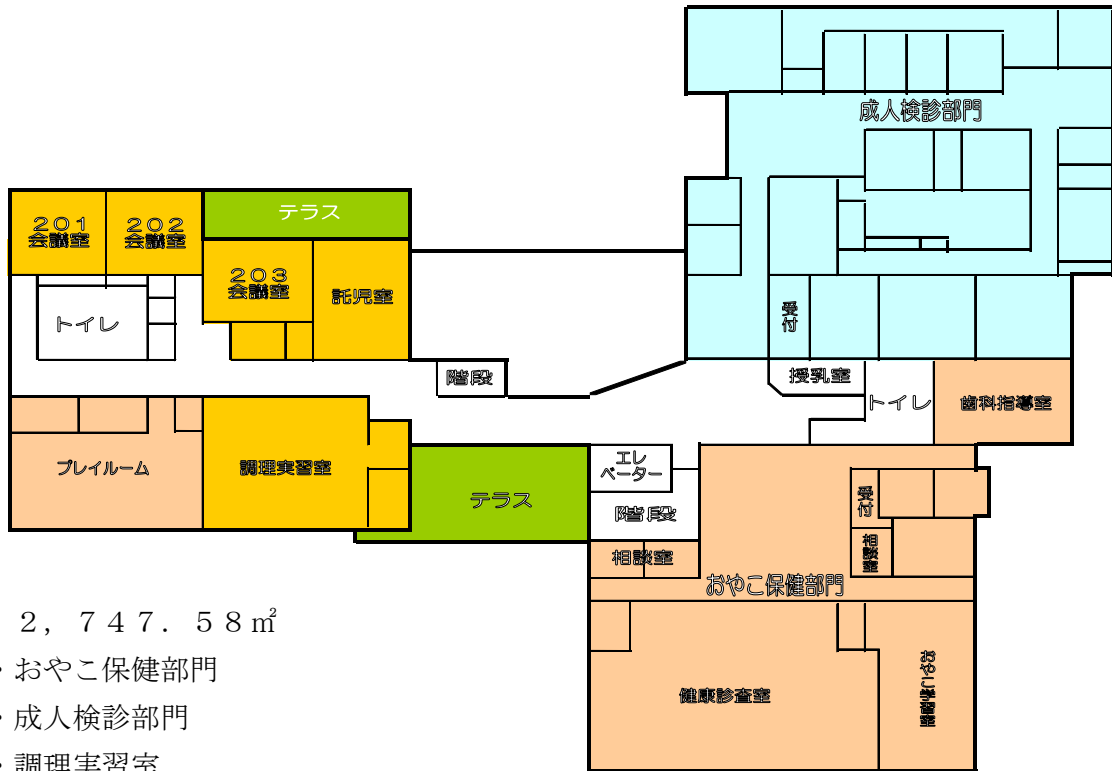 成人検診部門
201
会議室
202
会議室
テラス
203
会議室
託児室
トイレ
受付
階段
授乳室
トイレ
歯科指導室
プレイルーム
調理実習室
テラス
エレ
ベーター
階段
受付
相談室
相談室
おやこ保健部門
健康診査室
おやこ学習室
2,747.58㎡
・おやこ保健部門
・成人検診部門
・調理実習室